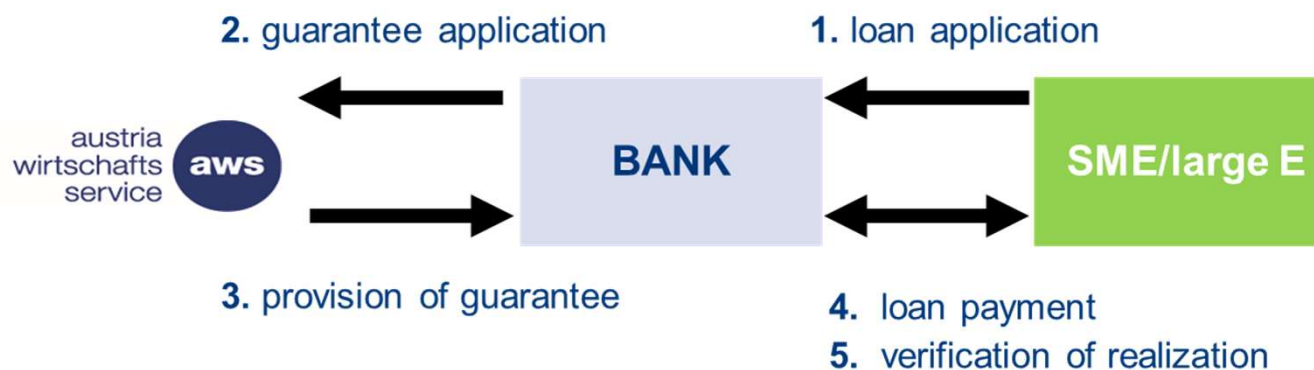 2. guarantee application
1. loan application
austria
wirtschafts
service
aws
BANK
SME/large E
3. provision of guarantee
4. loan payment
5. verification of realization